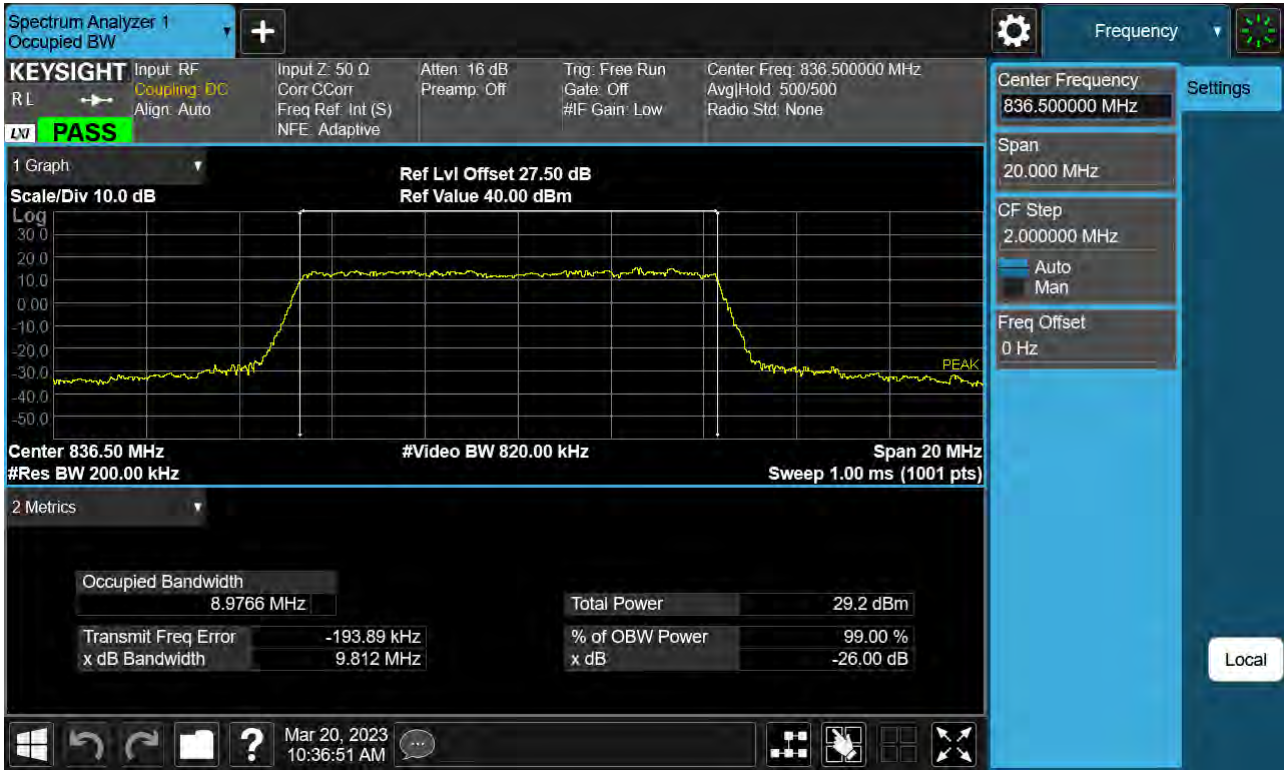 Spectrum Analyzer 1
Occupied BW
+
Frequency
KEYSIGHT
RL
LXI
PASS
Input: RF
Coupling: DC
Align: Auto
Input Z: 50 Ω
Corr CCorr
Freq Ref: Int (S)
NFE: Adaptive
Atten: 16 dB
Preamp: Off
Trig: Free Run
Gate: Off
#IF Gain: Low
Center Freq: 836.500000 MHz
Avg|Hold: 500/500
Radio Std: None
Center Frequency
836.500000 MHz
Settings
Span
20.000 MHz
CF Step
2.000000 MHz
Auto
Man
Freq Offset
0 Hz
1 Graph
Scale/Div 10.0 dB
Ref Lvl Offset 27.50 dB
Ref Value 40.00 dBm
Log
30.0
20.0
10.0
0.00
-10.0
-20.0
-30.0
-40.0
-50.0
PEAK
Center 836.50 MHz
#Video BW 820.00 kHz
Span 20 MHz
#Res BW 200.00 kHz
Sweep 1.00 ms (1001 pts)
2 Metrics
Occupied Bandwidth
8.9766 MHz
Total Power 29.2 dBm
Transmit Freq Error -193.89 kHz
% of OBW Power 99.00 %
x dB Bandwidth 9.812 MHz
x dB -26.00 dB
Local
?
Mar 20, 2023
10:36:51 AM